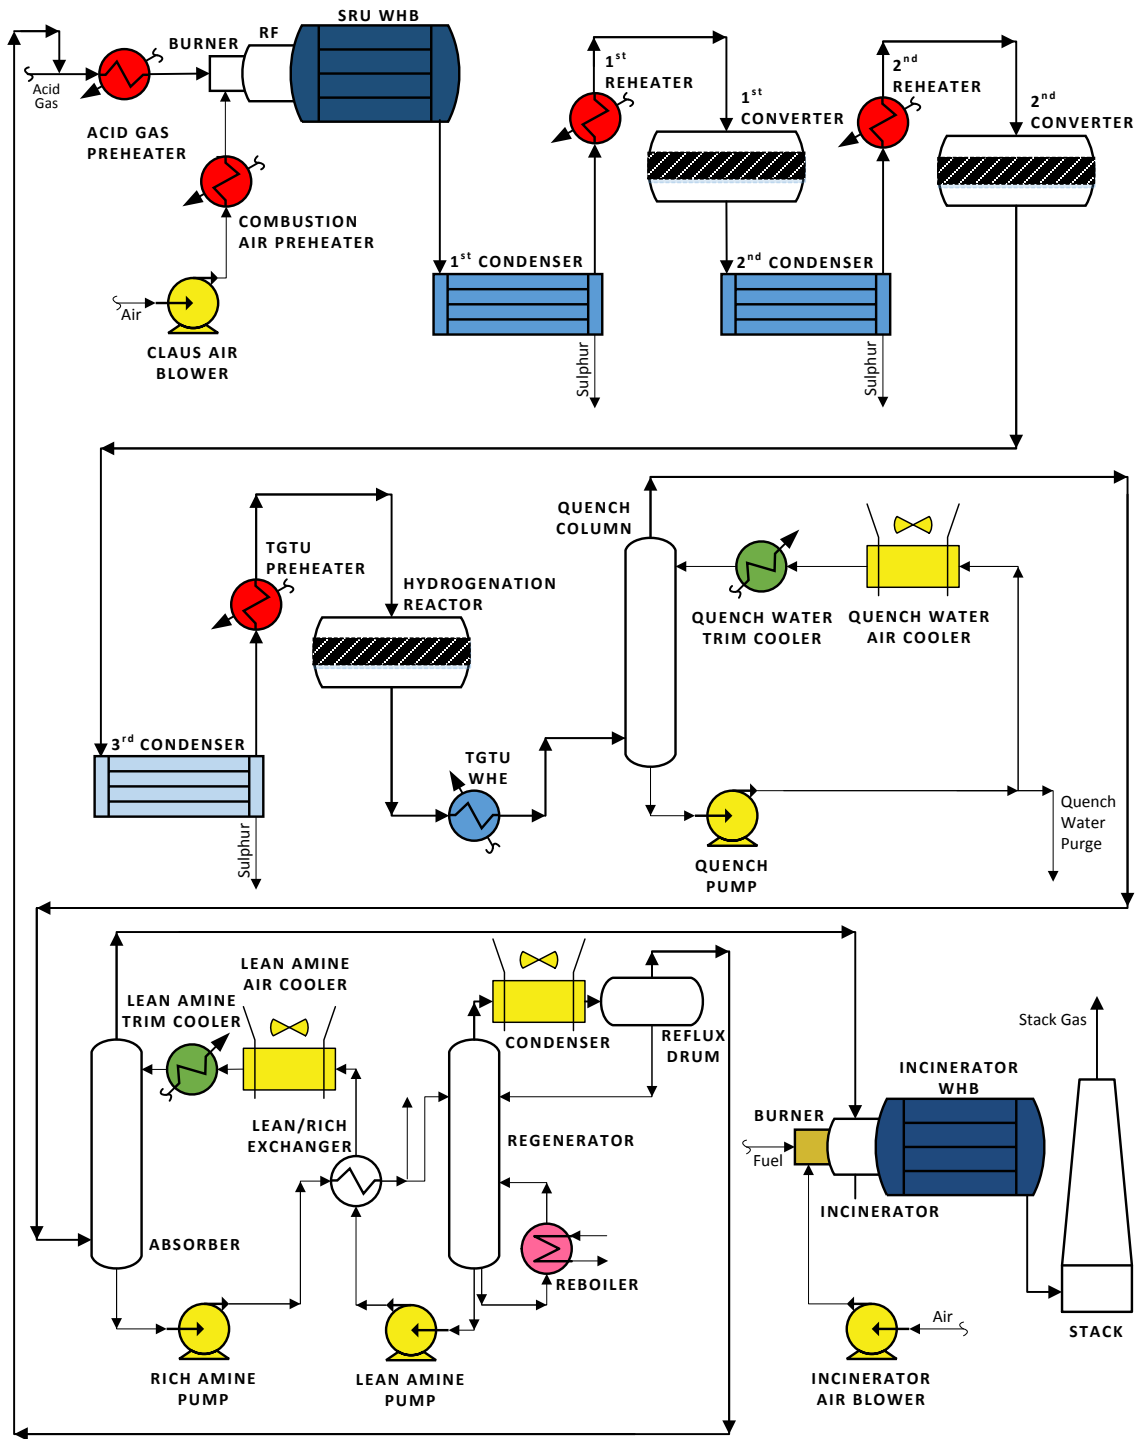 SRU WHB
RF
BURNER
Acid
Gas
ACID GAS
PREHEATER
COMBUSTION
AIR PREHEATER
Air
CLAUS AIR
BLOWER
1st CONDENSER
Sulphur
1st
REHEATER
1st
CONVERTER
2nd CONDENSER
Sulphur
2nd
REHEATER
2nd
CONVERTER
TGTU
PREHEATER
HYDROGENATION
REACTOR
3rd CONDENSER
Sulphur
TGTU
WHE
QUENCH
COLUMN
QUENCH WATER
TRIM COOLER
QUENCH WATER
AIR COOLER
QUENCH
PUMP
Quench
Water
Purge
LEAN AMINE
AIR COOLER
LEAN AMINE
TRIM COOLER
LEAN/RICH
EXCHANGER
ABSORBER
RICH AMINE
PUMP
LEAN AMINE
PUMP
CONDENSER
REFLUX
DRUM
REGENERATOR
REBOILER
Stack Gas
INCINERATOR
WHB
BURNER
Fuel
INCINERATOR
Air
INCINERATOR
AIR BLOWER
STACK